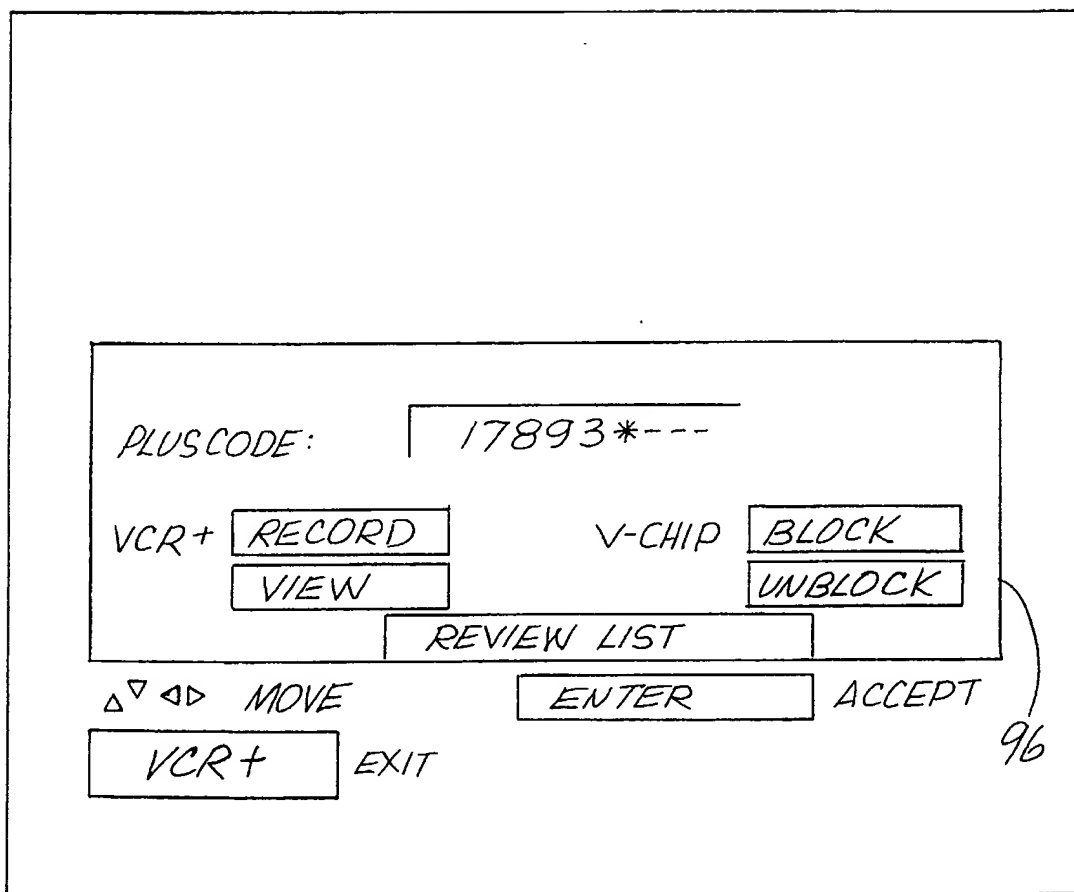 PLUSCODE: 17893*---
VCR+ RECORD V-CHIP BLOCK
VIEW UNBLOCK
REVIEW LIST
△▽ ◁▷ MOVE ENTER ACCEPT
96
VCR+ EXIT